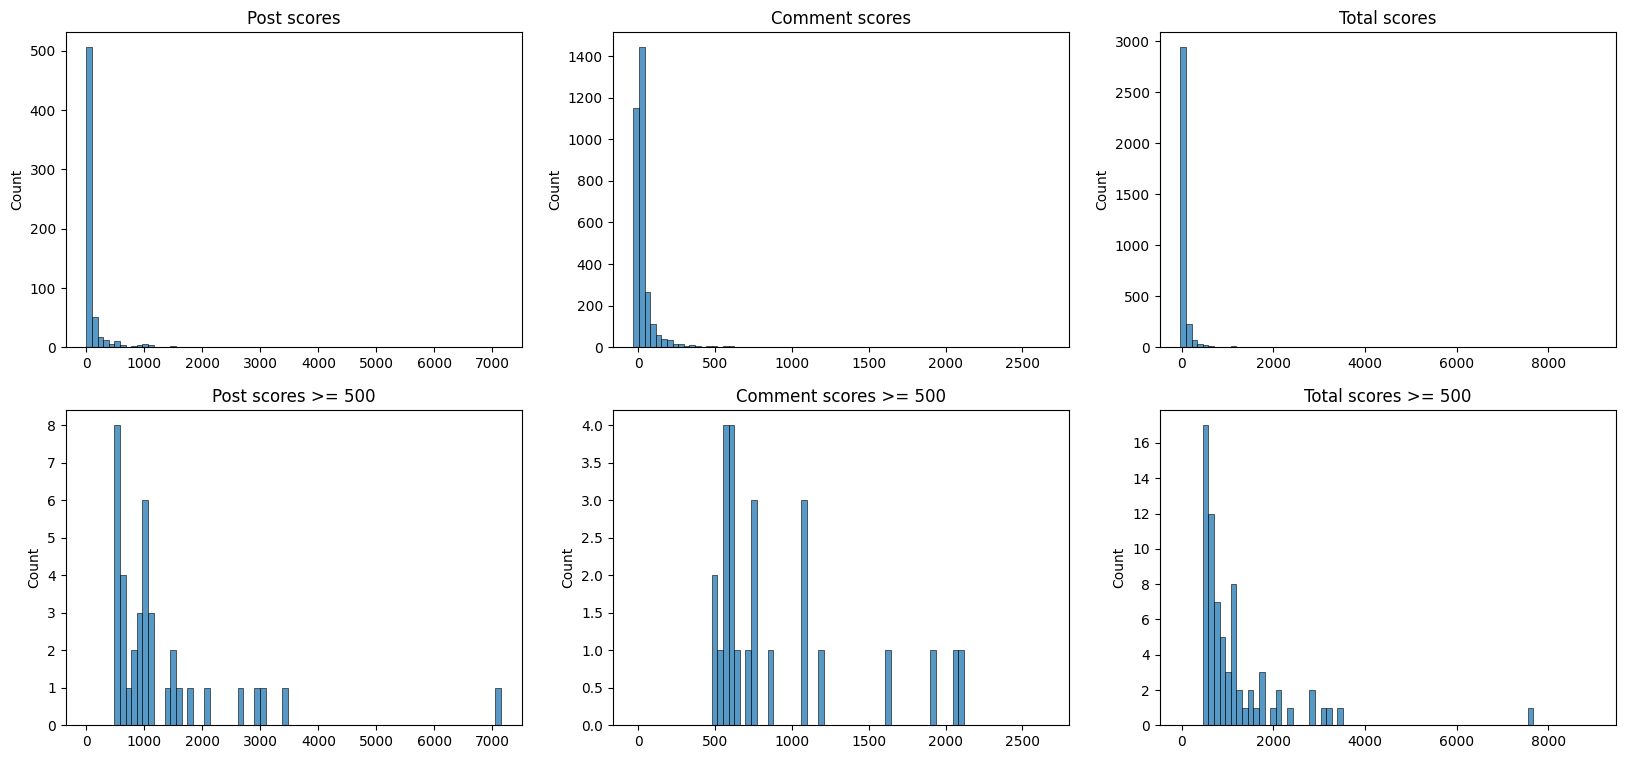 Post scores
Count
500
400
300
200
100
0
0 1000 2000 3000 4000 5000 6000 7000
Comment scores
Count
1400
1200
1000
800
600
400
200
0
0 500 1000 1500 2000 2500
Total scores
Count
3000
2500
2000
1500
1000
500
0
0 2000 4000 6000 8000
Post scores >= 500
Count
8
7
6
5
4
3
2
1
0
0 1000 2000 3000 4000 5000 6000 7000
Comment scores >= 500
Count
4.0
3.5
3.0
2.5
2.0
1.5
1.0
0.5
0.0
0 500 1000 1500 2000 2500
Total scores >= 500
Count
16
14
12
10
8
6
4
2
0
0 2000 4000 6000 8000